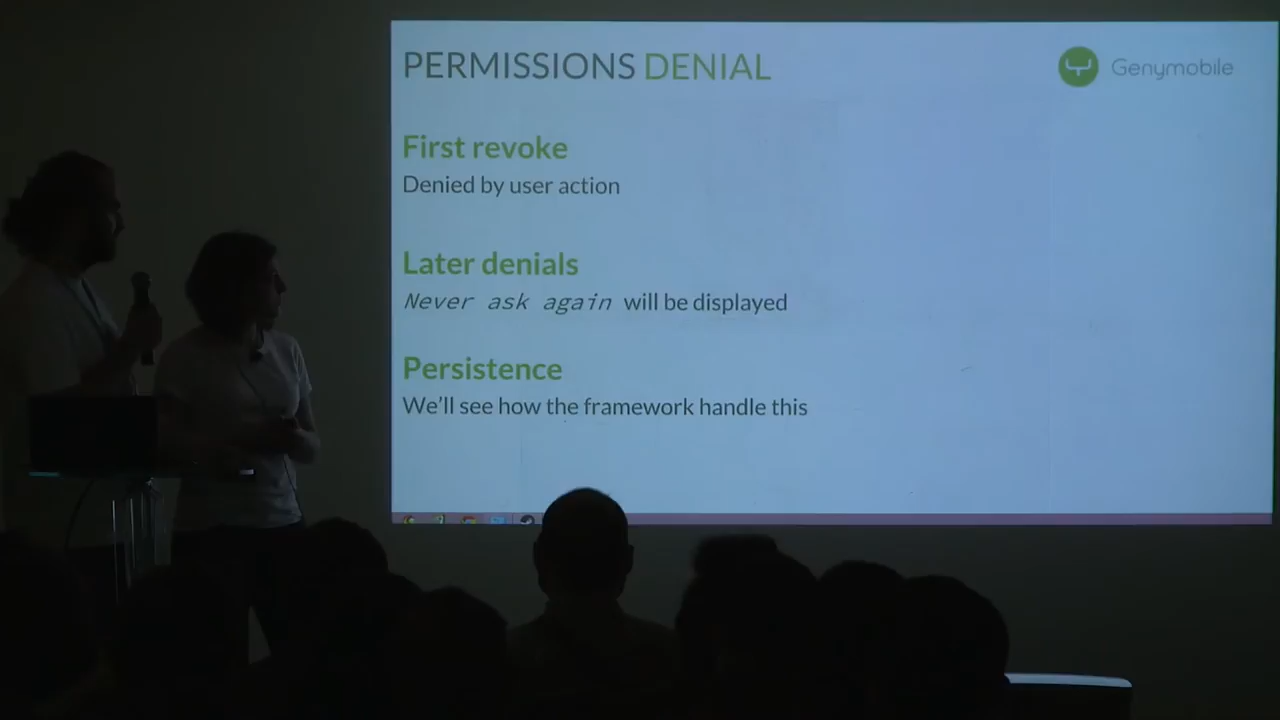 PERMISSIONS DENIAL
Genymobile
First revoke
Denied by user action
Later denials
Never ask again will be displayed
Persistence
We'll see how the framework handle this